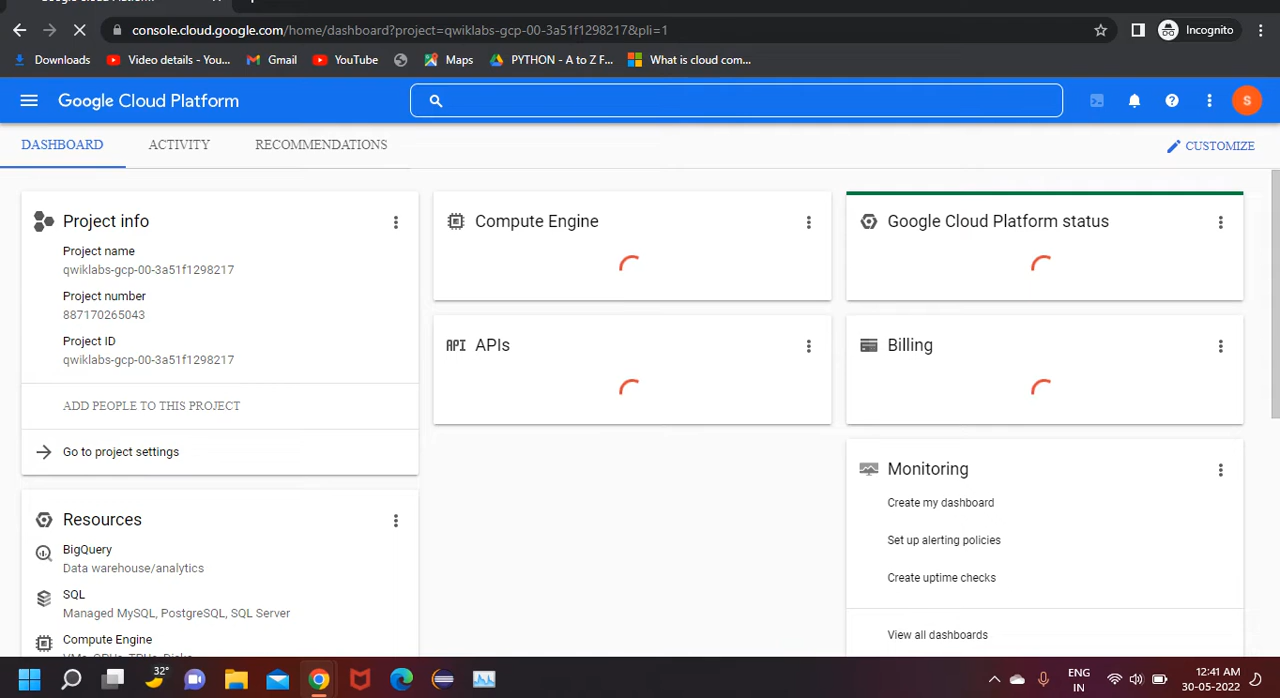 console.cloud.google.com/home/dashboard?project=qwiklabs-gcp-00-3a51f1298217&pli=1
Incognito
Downloads
Video details - You...
Gmail
YouTube
Maps
PYTHON - A to Z F...
What is cloud com...
Google Cloud Platform
S
DASHBOARD
ACTIVITY
RECOMMENDATIONS
CUSTOMIZE
Project info
Project name
qwiklabs-gcp-00-3a51f1298217
Project number
887170265043
Project ID
qwiklabs-gcp-00-3a51f1298217
ADD PEOPLE TO THIS PROJECT
Go to project settings
Resources
BigQuery
Data warehouse/analytics
SQL
Managed MySQL, PostgreSQL, SQL Server
Compute Engine
Compute Engine
API APIs
Google Cloud Platform status
Billing
Monitoring
Create my dashboard
Set up alerting policies
Create uptime checks
View all dashboards
32°
ENG
IN
12:41 AM
30-05-2022